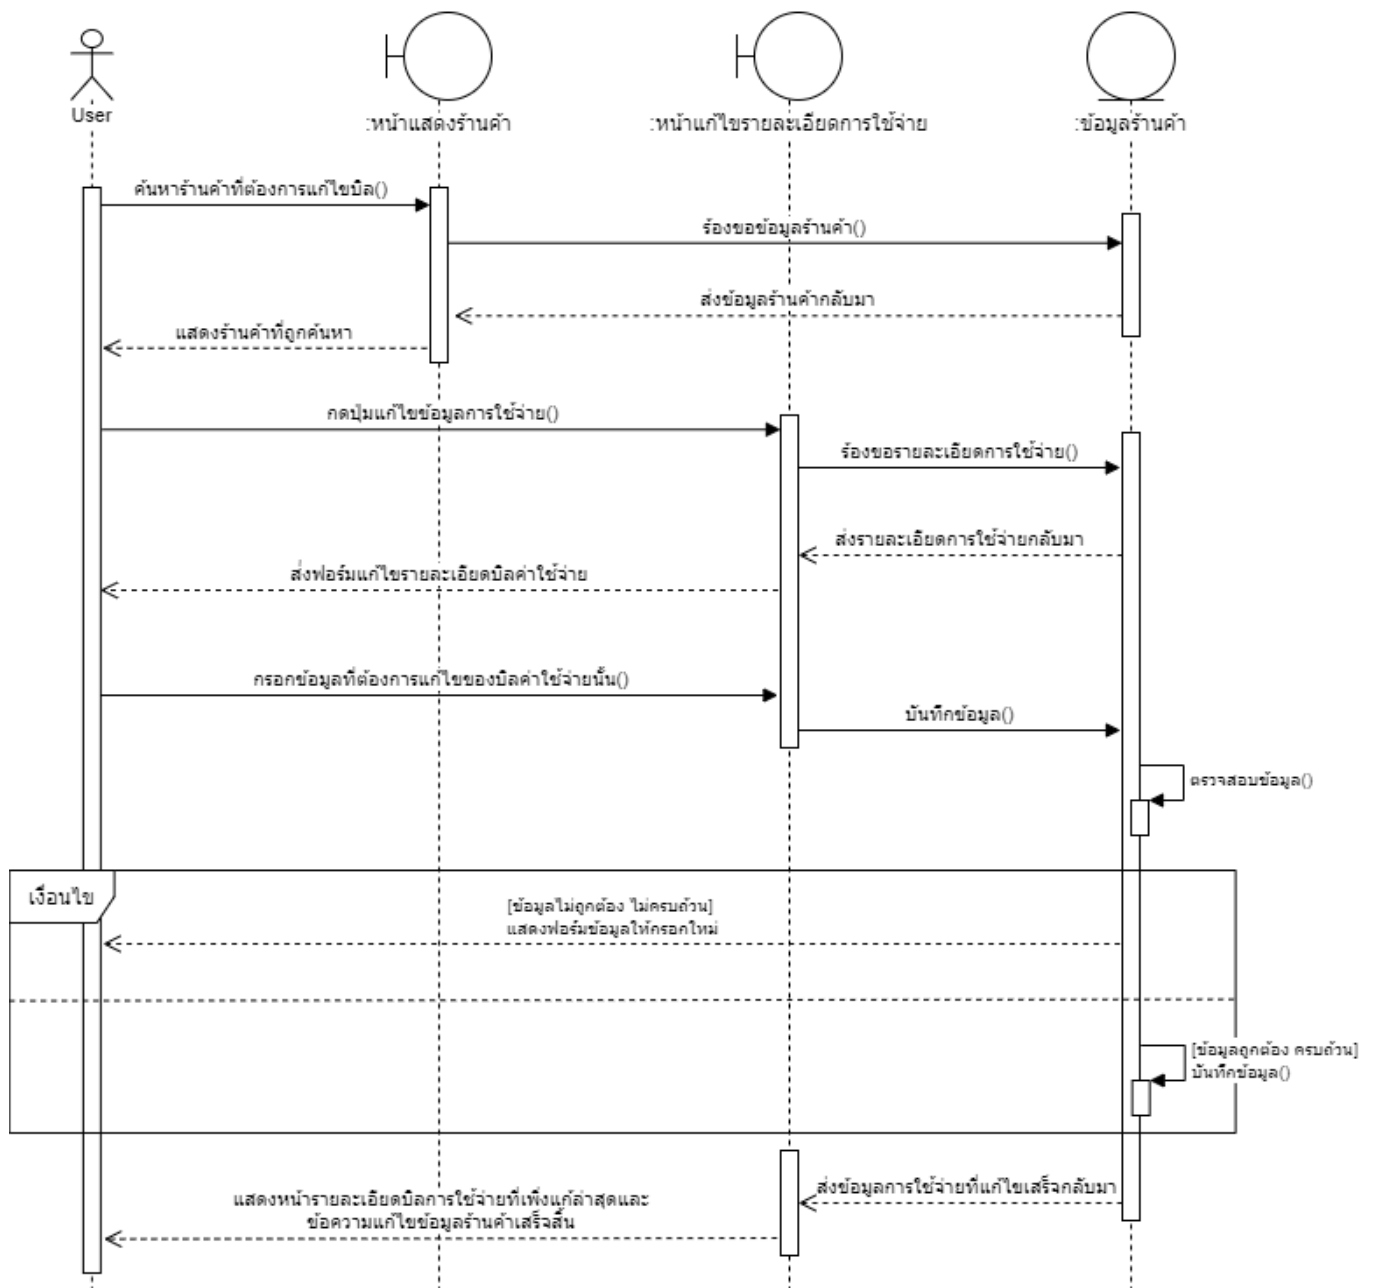 User
:หน้าแสดงร้านค้า
:หน้าแก้ไขรายละเอียดการใช้จ่าย
:ข้อมูลร้านค้า
ค้นหาร้านค้าที่ต้องการแก้ไขบิล()
ร้องขอข้อมูลร้านค้า()
ส่งข้อมูลร้านค้ากลับมา
แสดงร้านค้าที่ถูกค้นหา
กดปุ่มแก้ไขข้อมูลการใช้จ่าย()
ร้องขอรายละเอียดการใช้จ่าย()
ส่งรายละเอียดการใช้จ่ายกลับมา
ส่งฟอร์มแก้ไขรายละเอียดบิลค่าใช้จ่าย
กรอกข้อมูลที่ต้องการแก้ไขของบิลค่าใช้จ่ายนั้น()
บันทึกข้อมูล()
ตรวจสอบข้อมูล()
เงื่อนไข
[ข้อมูลไม่ถูกต้อง ไม่ครบถ้วน]
แสดงฟอร์มข้อมูลให้กรอกใหม่
[ข้อมูลถูกต้อง ครบถ้วน]
บันทึกข้อมูล()
ส่งข้อมูลการใช้จ่ายที่แก้ไขเสร็จกลับมา
แสดงหน้ารายละเอียดบิลการใช้จ่ายที่เพิ่งแก้ล่าสุดและ
ข้อความแก้ไขข้อมูลร้านค้าเสร็จสิ้น